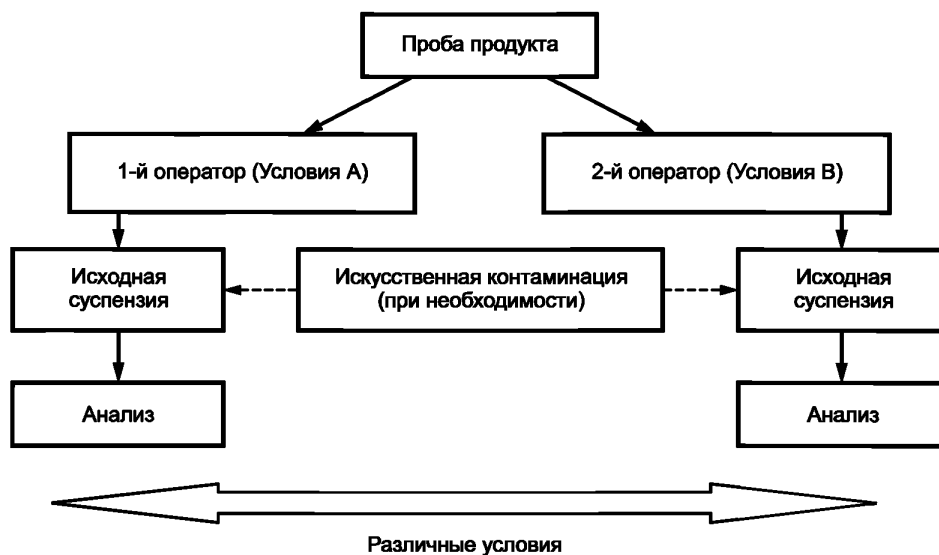 Проба продукта
1-й оператор (Условия А)
2-й оператор (Условия В)
Исходная
суспензия
Искусственная контаминация
(при необходимости)
Исходная
суспензия
Анализ
Анализ
Различные условия